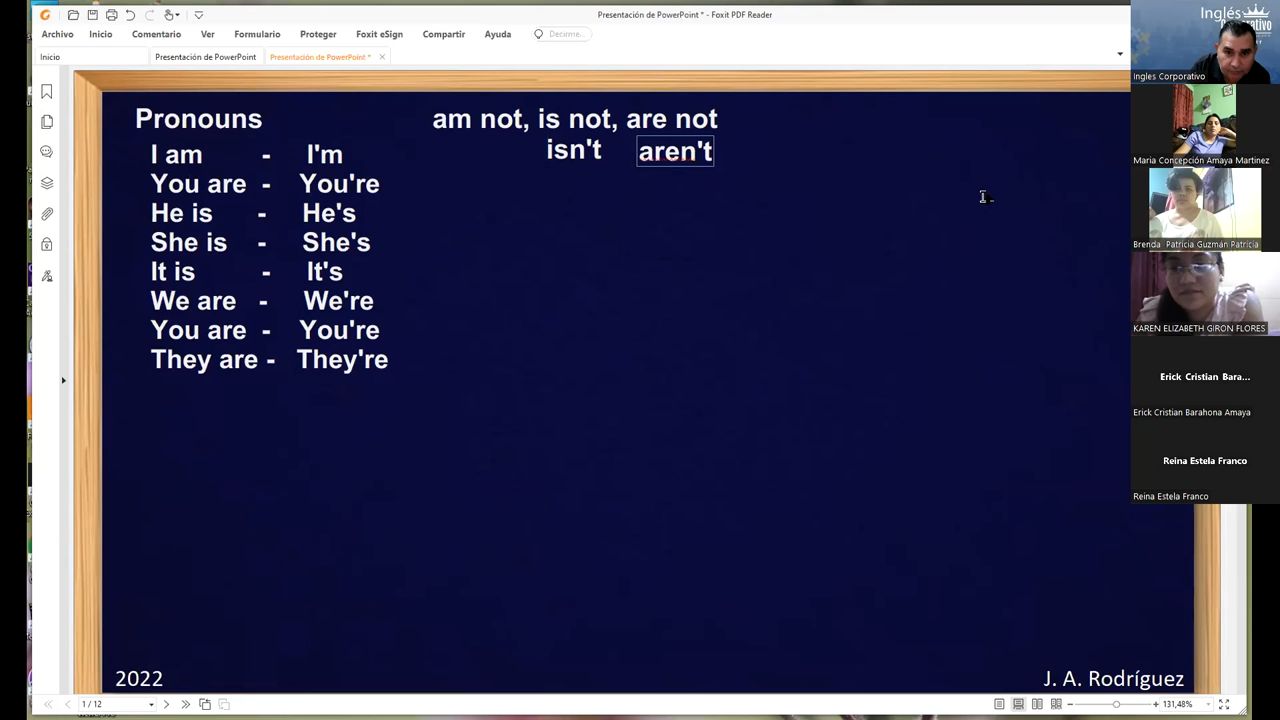 Presentación de PowerPoint * - Foxit PDF Reader
Archivo Inicio Comentario Ver Formulario Proteger Foxit eSign Compartir Ayuda Decirme...
Inicio Presentación de PowerPoint Presentación de PowerPoint *
Pronouns
I am - I'm
You are - You're
He is - He's
She is - She's
It is - It's
We are - We're
You are - You're
They are - They're
am not, is not, are not
isn't aren't
2022
J. A. Rodríguez
1 / 12
131,48%
Inglés
Corporativo
Ingles Corporativo
Maria Concepción Amaya Martinez
Brenda Patricia Guzmán Patricia
KAREN ELIZABETH GIRON FLORES
Erick Cristian Bara...
Erick Cristian Barahona Amaya
Reina Estela Franco
Reina Estela Franco